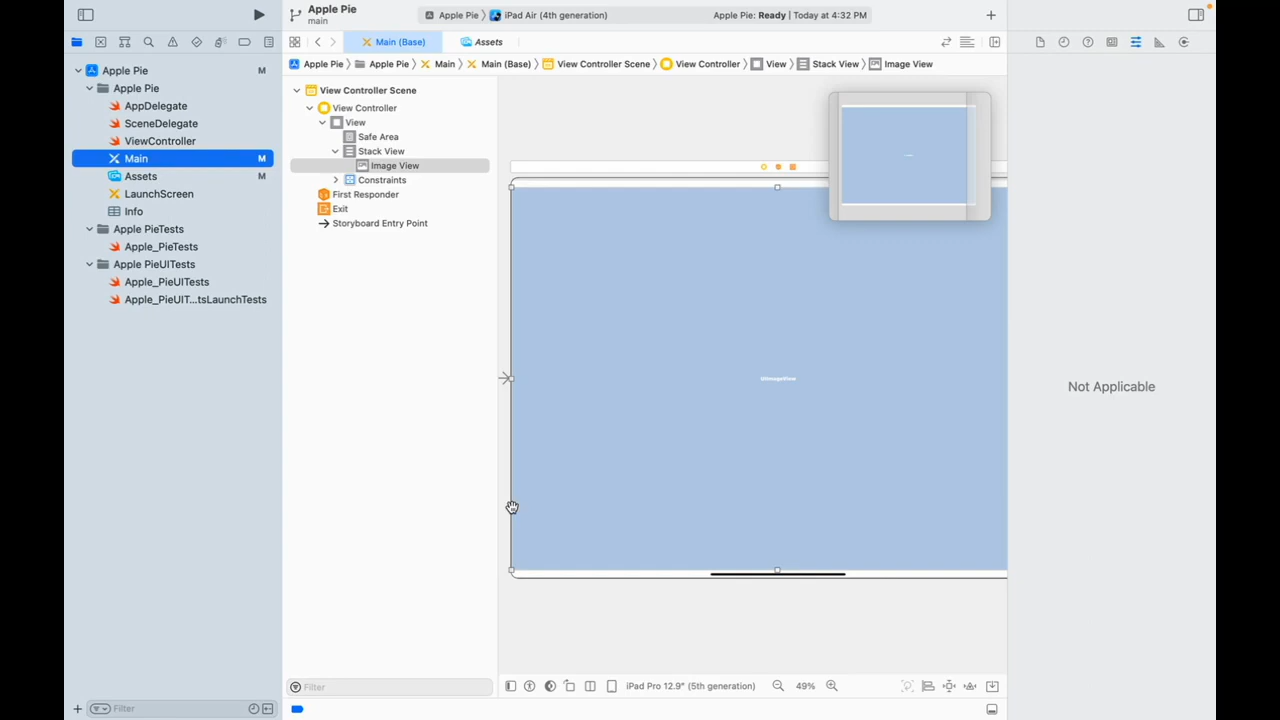 Apple Pie
main
Apple Pie
iPad Air (4th generation)
Apple Pie: Ready | Today at 4:32 PM
Main (Base)
Assets
Apple Pie
Apple Pie
Main
Main (Base)
View Controller Scene
View Controller
View
Stack View
Image View
Apple Pie M
Apple Pie
AppDelegate
SceneDelegate
ViewController
Main M
Assets M
LaunchScreen
Info
Apple PieTests
Apple_PieTests
Apple PieUITests
Apple_PieUITests
Apple_PieUIT...tsLaunchTests
View Controller Scene
View Controller
View
Safe Area
Stack View
Image View
Constraints
First Responder
Exit
Storyboard Entry Point
UIImageView
Not Applicable
Filter
iPad Pro 12.9" (5th generation)
49%
Filter